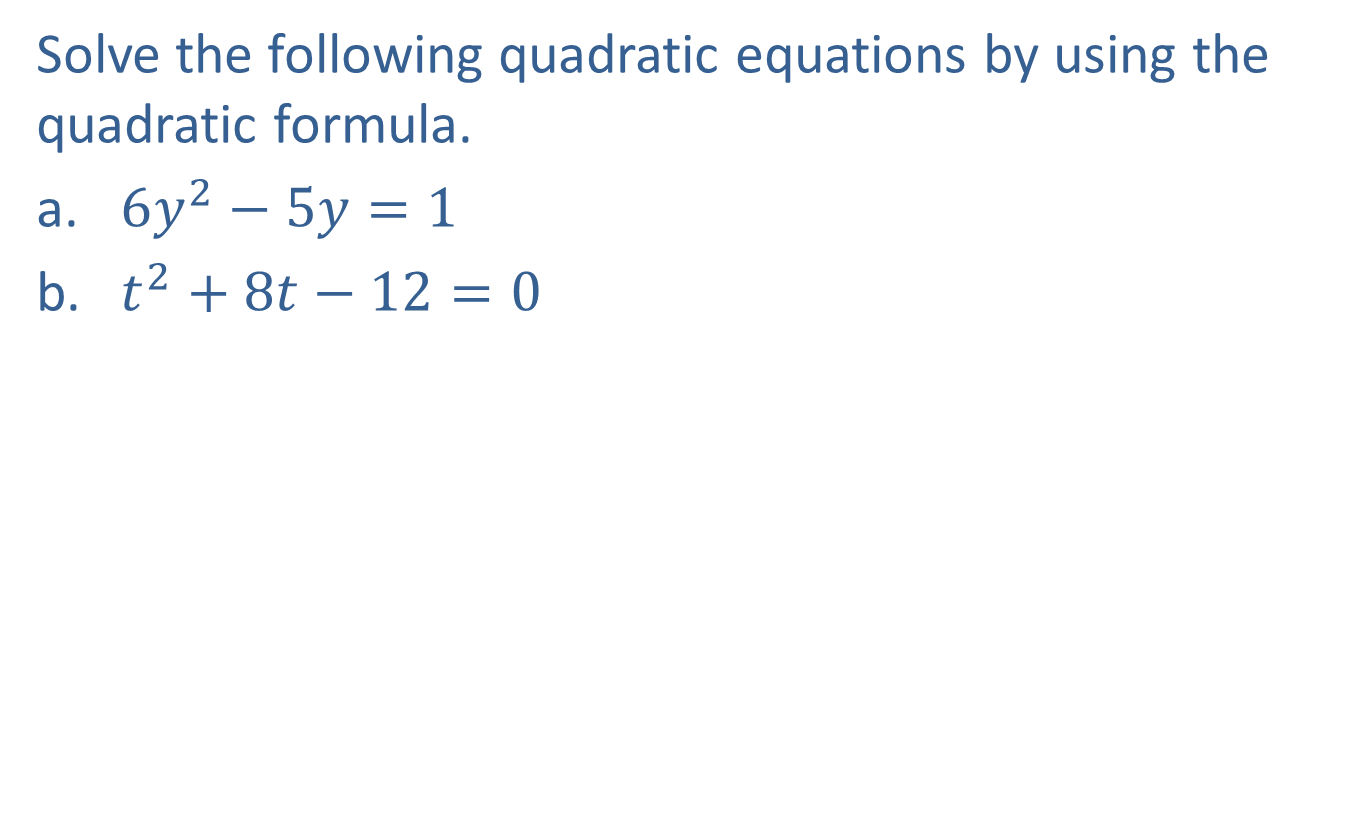 Solve the following quadratic equations by using the
quadratic formula.
a. 6y² − 5y = 1
b. t² + 8t − 12 = 0